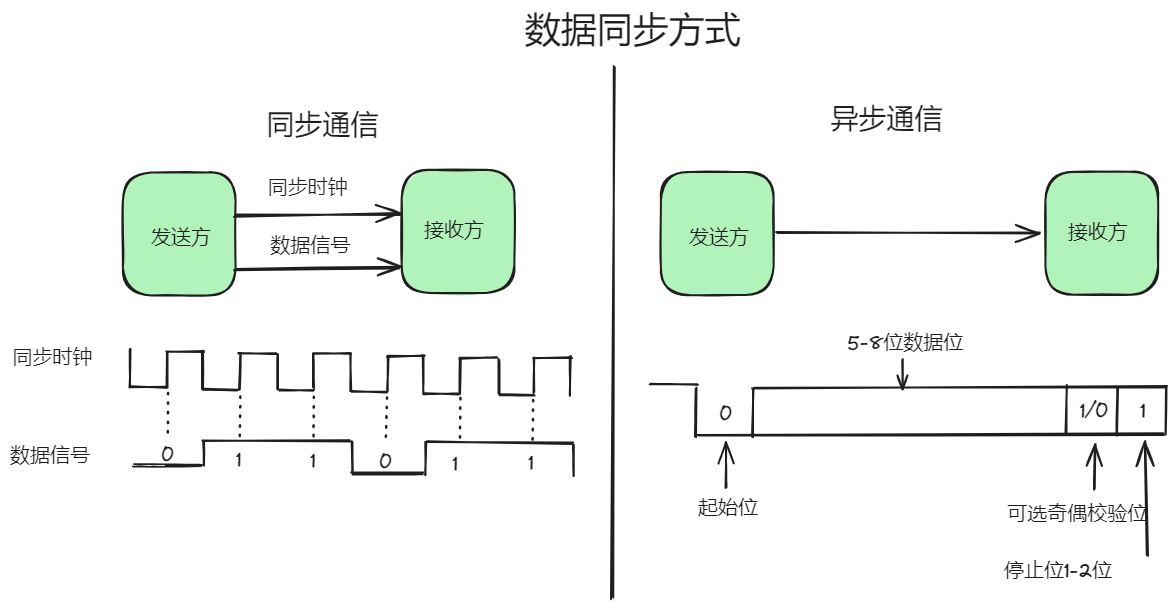 数据同步方式
同步通信
同步时钟
发送方
接收方
数据信号
同步时钟
数据信号
0 1 1 0 1 1
异步通信
发送方
接收方
5-8位数据位
0
1/0
1
起始位
可选奇偶校验位
停止位1-2位